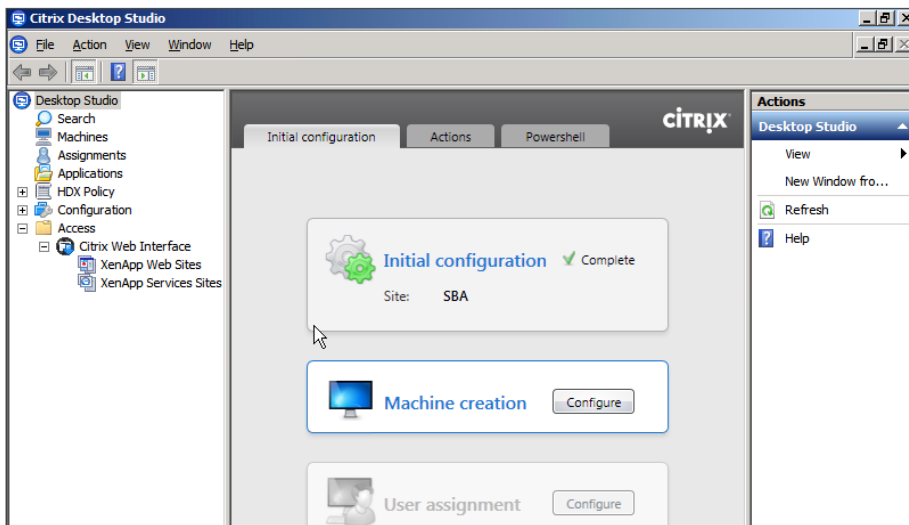 Citrix Desktop Studio
File Action View Window Help
Desktop Studio
Search
Machines
Assignments
Applications
HDX Policy
Configuration
Access
Citrix Web Interface
XenApp Web Sites
XenApp Services Sites
CITRIX
Initial configuration Actions Powershell
Initial configuration Complete
Site: SBA
Machine creation Configure
User assignment Configure
Actions
Desktop Studio
View
New Window fro...
Refresh
Help